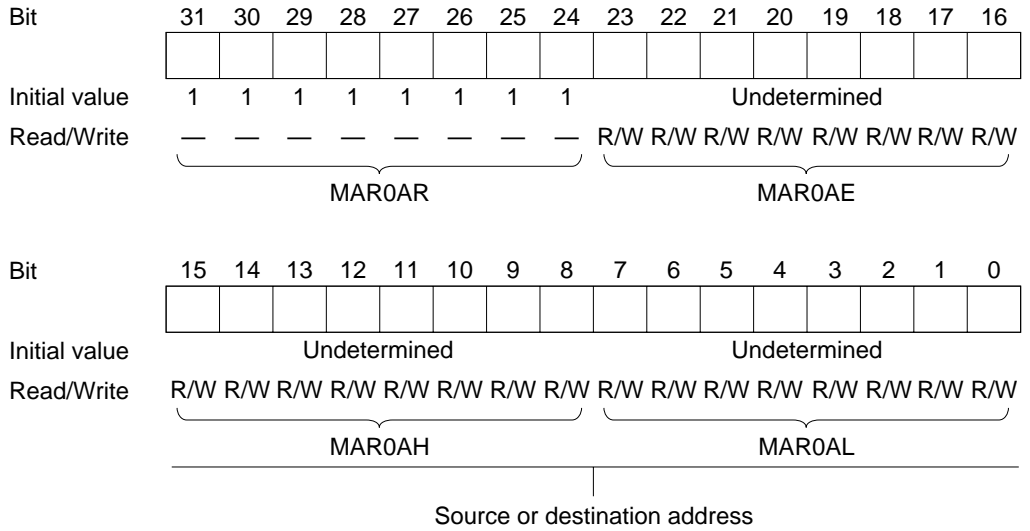 Bit 31 30 29 28 27 26 25 24 23 22 21 20 19 18 17 16
Initial value 1 1 1 1 1 1 1 1 Undetermined
Read/Write — — — — — — — — R/W R/W R/W R/W R/W R/W R/W R/W
MAR0AR MAR0AE
Bit 15 14 13 12 11 10 9 8 7 6 5 4 3 2 1 0
Initial value Undetermined Undetermined
Read/Write R/W R/W R/W R/W R/W R/W R/W R/W R/W R/W R/W R/W R/W R/W R/W R/W
MAR0AH MAR0AL
Source or destination address